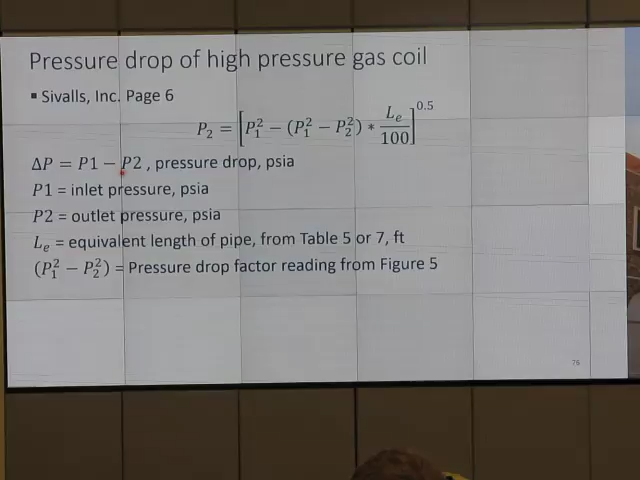 Pressure drop of high pressure gas coil
▪ Sivalls, Inc. Page 6
P₂ = [P₁² − (P₁² − P₂²) * Lₑ/100]^0.5
ΔP = P1 − P2 , pressure drop, psia
P1 = inlet pressure, psia
P2 = outlet pressure, psia
Lₑ = equivalent length of pipe, from Table 5 or 7, ft
(P₁² − P₂²) = Pressure drop factor reading from Figure 5
76